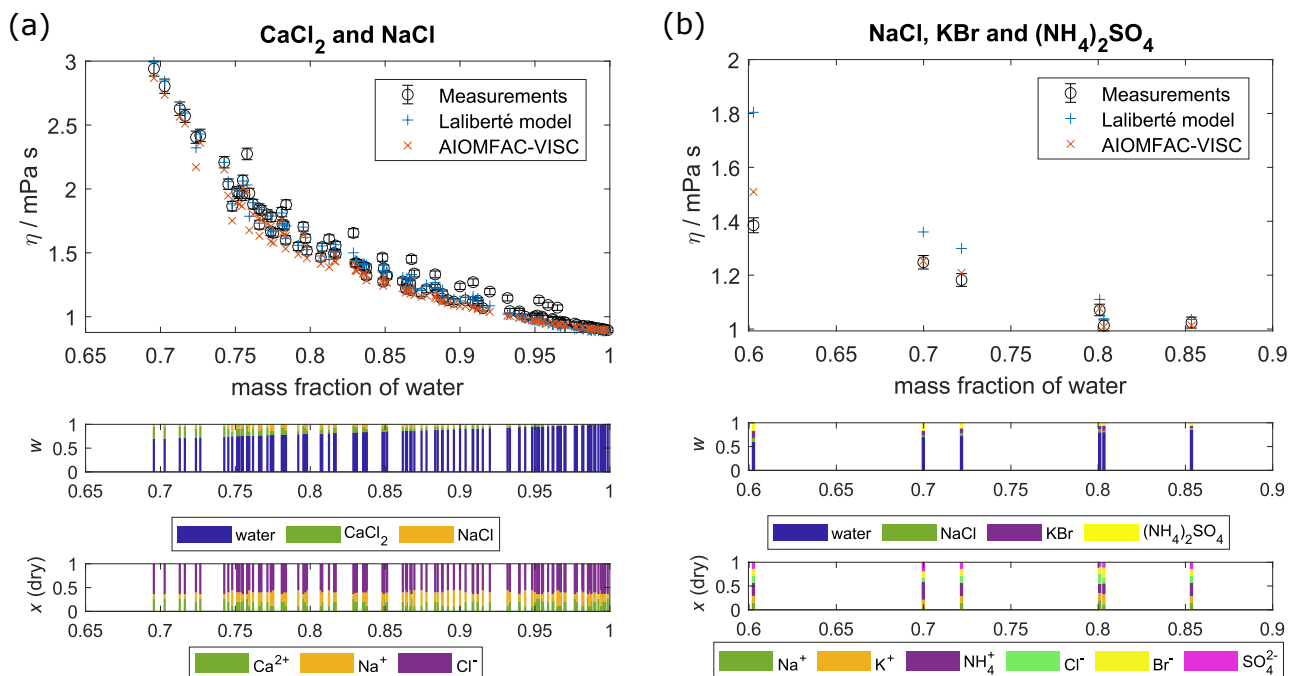 (a)
CaCl₂ and NaCl
3
2.5
2
1.5
1
η / mPa s
Measurements
Laliberté model
AIOMFAC-VISC
0.65 0.7 0.75 0.8 0.85 0.9 0.95 1
mass fraction of water
w
1
0.5
0
0.65 0.7 0.75 0.8 0.85 0.9 0.95 1
water CaCl₂ NaCl
x (dry)
1
0.5
0
0.65 0.7 0.75 0.8 0.85 0.9 0.95 1
Ca²⁺ Na⁺ Cl⁻
(b)
NaCl, KBr and (NH₄)₂SO₄
2
1.8
1.6
1.4
1.2
1
η / mPa s
Measurements
Laliberté model
AIOMFAC-VISC
0.6 0.7 0.8 0.9
mass fraction of water
w
1
0.5
0
0.6 0.65 0.7 0.75 0.8 0.85 0.9
water NaCl KBr (NH₄)₂SO₄
x (dry)
1
0.5
0
0.6 0.65 0.7 0.75 0.8 0.85 0.9
Na⁺ K⁺ NH₄⁺ Cl⁻ Br⁻ SO₄²⁻